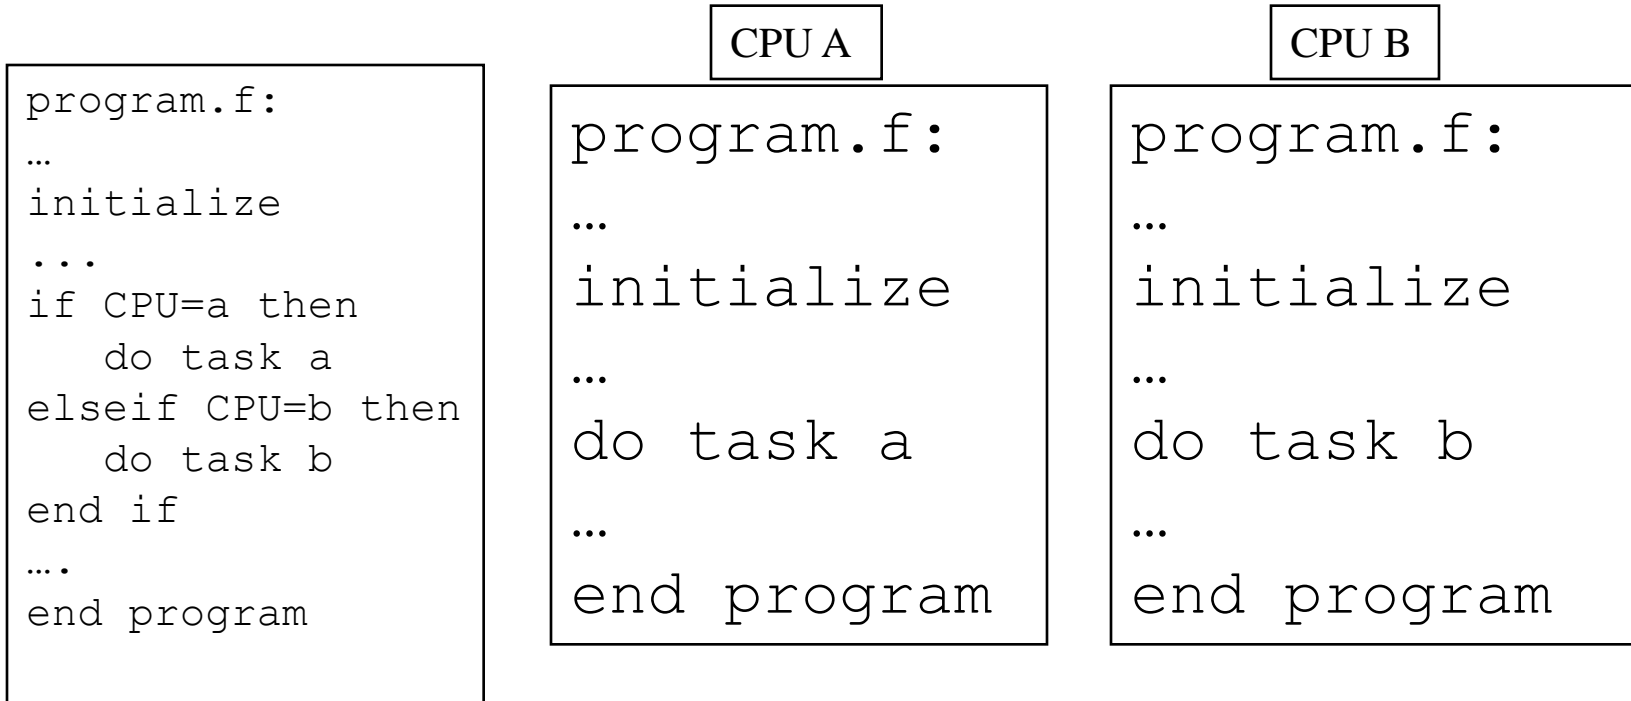 program.f:
…
initialize
...
if CPU=a then
   do task a
elseif CPU=b then
   do task b
end if
….
end program
CPU A
program.f:
…
initialize
…
do task a
…
end program
CPU B
program.f:
…
initialize
…
do task b
…
end program